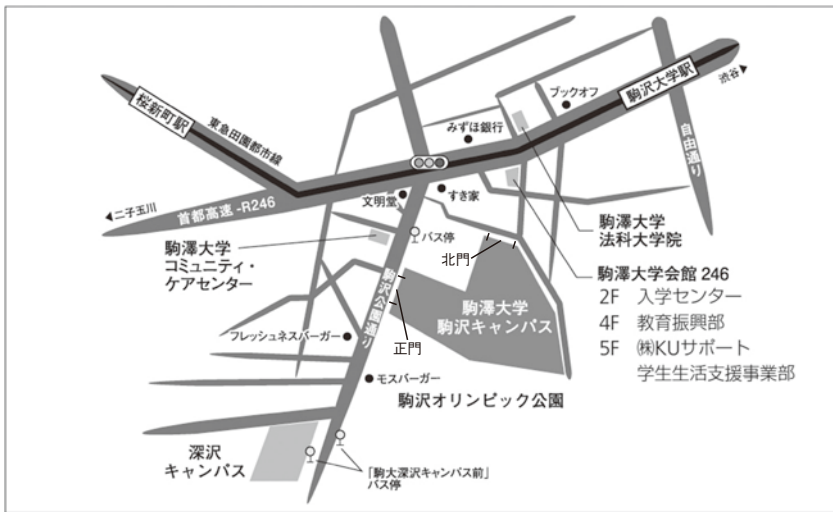 桜新町駅
東急田園都市線
駒沢大学駅
渋谷
ブックオフ
みずほ銀行
自由通り
二子玉川
首都高速-R246
文明堂
すき家
バス停
駒澤大学
コミュニティ・
ケアセンター
北門
駒澤大学
法科大学院
駒澤大学会館 246
2F 入学センター
4F 教育振興部
5F ㈱KUサポート
学生生活支援事業部
駒沢公園通り
駒澤大学
駒沢キャンパス
正門
フレッシュネスバーガー
モスバーガー
駒沢オリンピック公園
深沢
キャンパス
「駒大深沢キャンパス前」
バス停